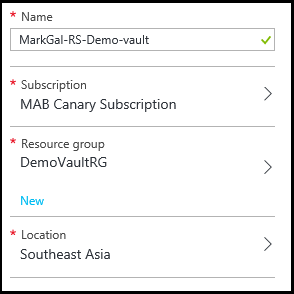 * Name
MarkGal-RS-Demo-vault
* Subscription
MAB Canary Subscription
* Resource group
DemoVaultRG
New
* Location
Southeast Asia